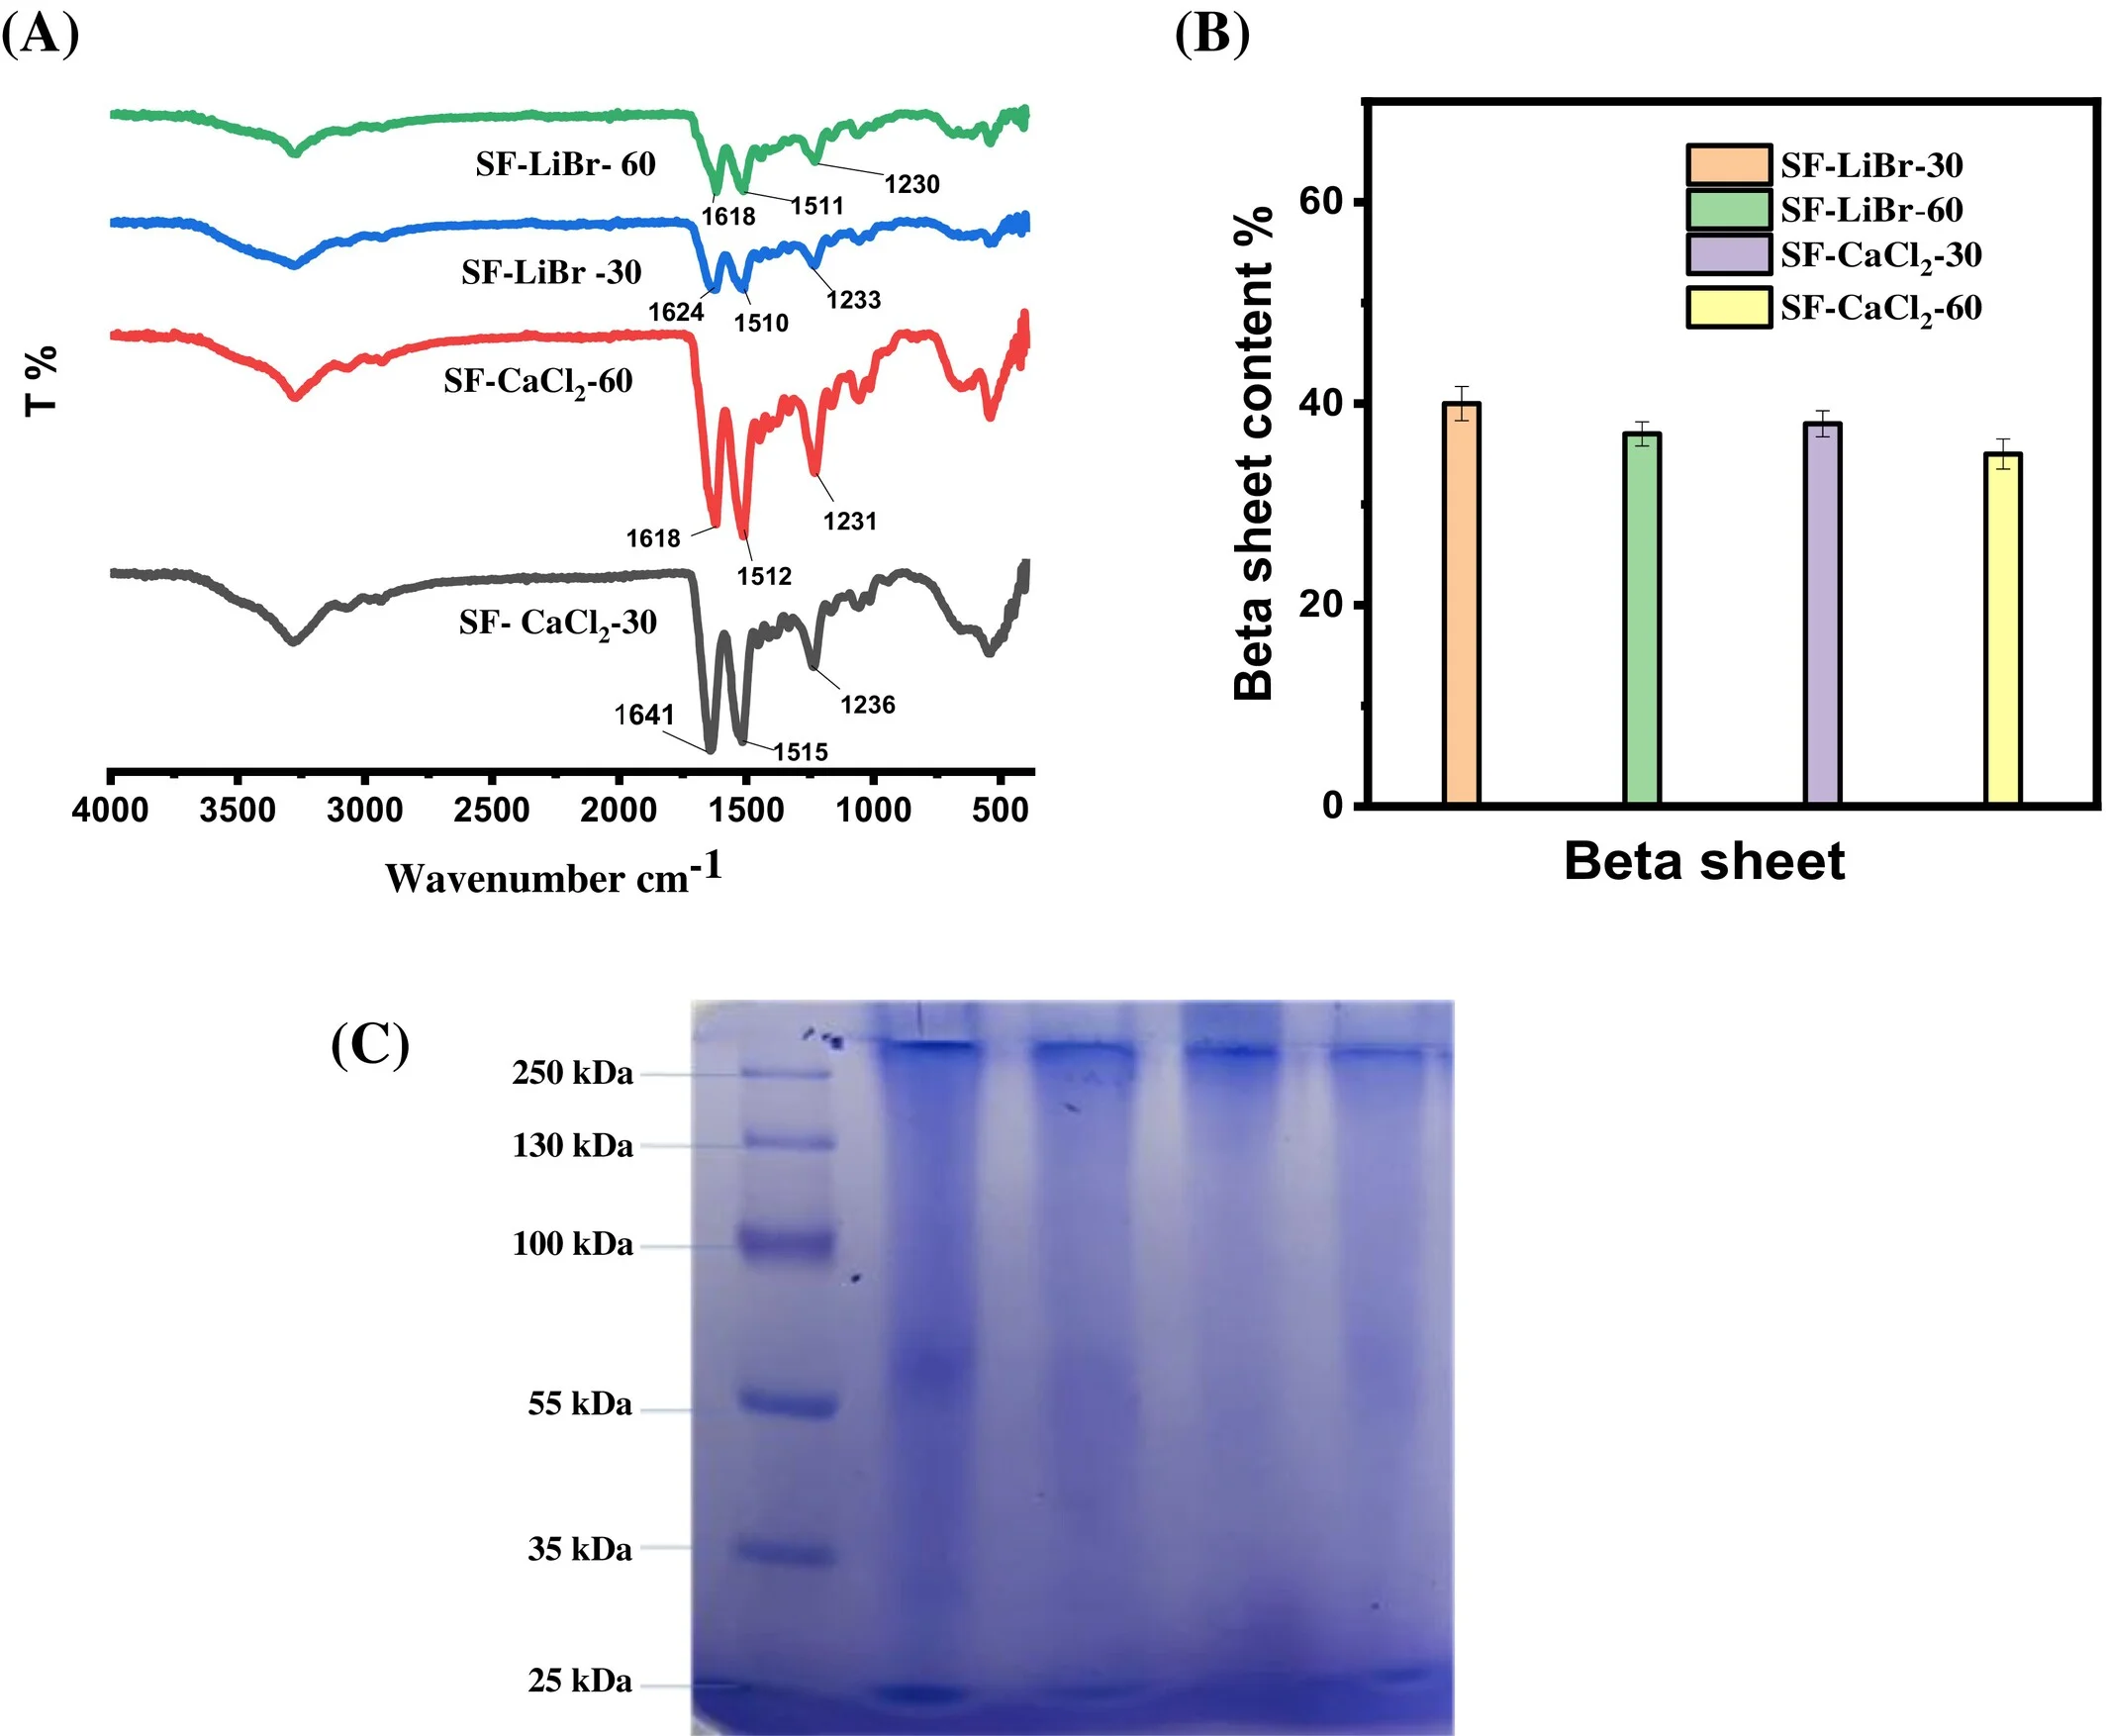 (A)
SF-LiBr- 60
1618
1511
1230
SF-LiBr -30
1624
1510
1233
SF-CaCl₂-60
1618
1512
1231
SF- CaCl₂-30
1641
1515
1236
T %
4000 3500 3000 2500 2000 1500 1000 500
Wavenumber cm⁻¹
(B)
SF-LiBr-30
SF-LiBr-60
SF-CaCl₂-30
SF-CaCl₂-60
Beta sheet content %
60
40
20
0
Beta sheet
(C)
250 kDa
130 kDa
100 kDa
55 kDa
35 kDa
25 kDa